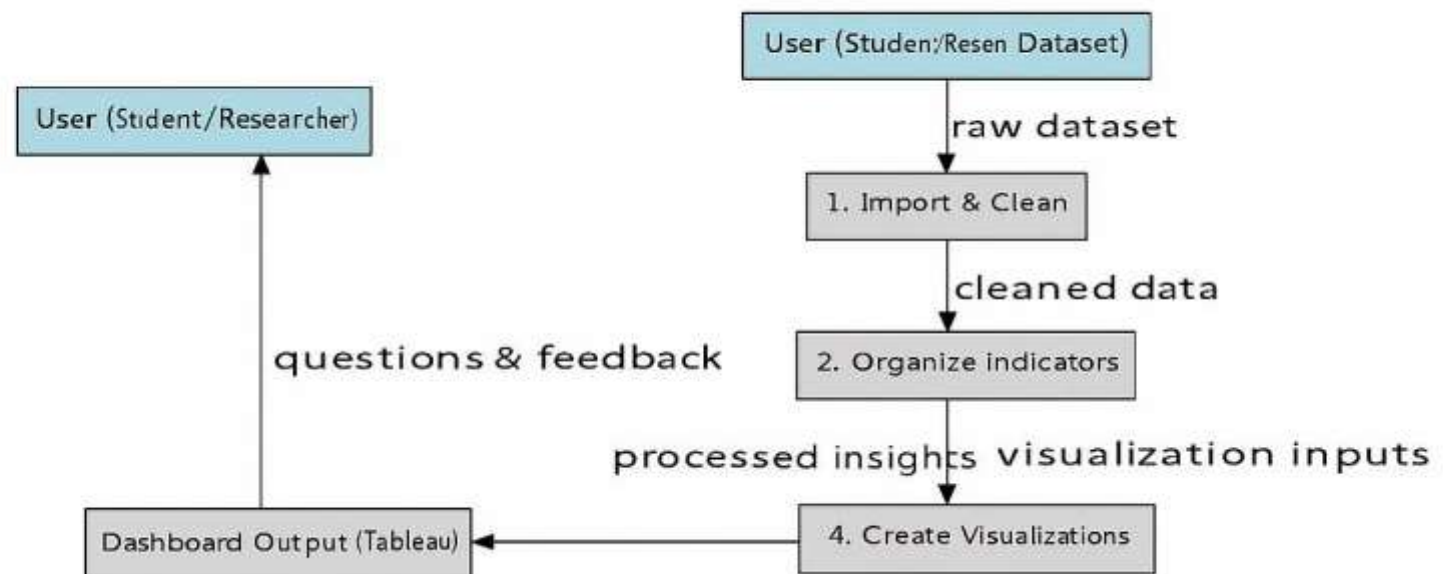 User (Studen:/Resen Dataset)
User (Stident/Researcher)
raw dataset
1. Import & Clean
cleaned data
questions & feedback
2. Organize indicators
processed insights visualization inputs
Dashboard Output (Tableau)
4. Create Visualizations